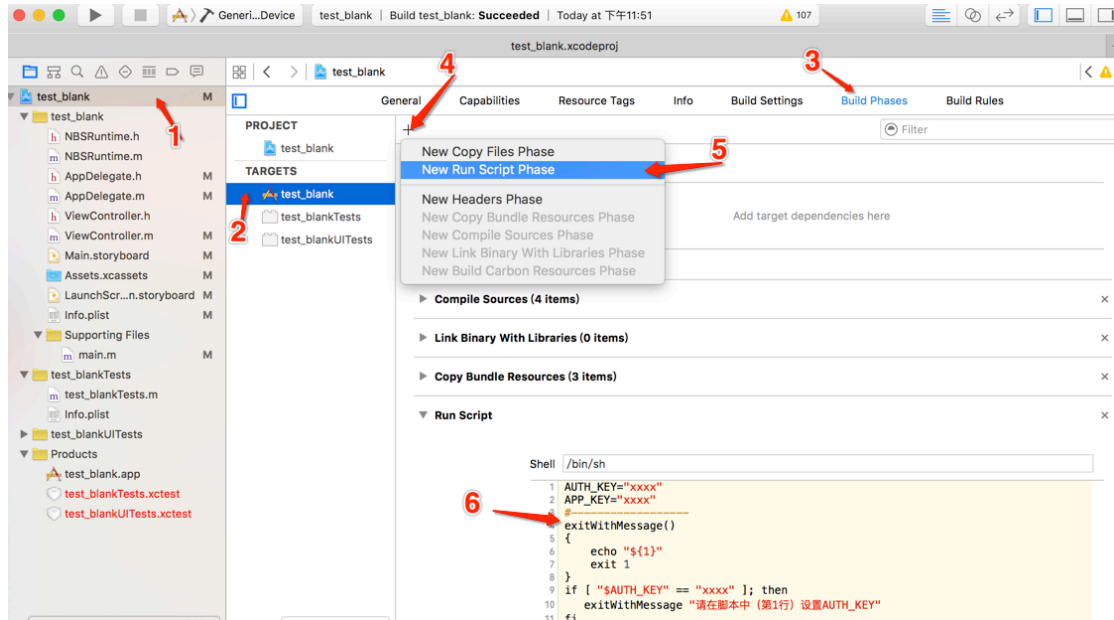 Generi...Device
test_blank | Build test_blank: Succeeded | Today at 下午11:51
107
test_blank.xcodeproj
4
3
test_blank
test_blank M
1
General Capabilities Resource Tags Info Build Settings Build Phases Build Rules
PROJECT
test_blank
TARGETS
test_blank
test_blankTests
test_blankUITests
2
+
Filter
New Copy Files Phase
New Run Script Phase
5
New Headers Phase
New Copy Bundle Resources Phase
New Compile Sources Phase
New Link Binary With Libraries Phase
New Build Carbon Resources Phase
Add target dependencies here
test_blank
h NBSRuntime.h
m NBSRuntime.m
h AppDelegate.h M
m AppDelegate.m M
h ViewController.h
m ViewController.m M
Main.storyboard M
Assets.xcassets M
LaunchScr...n.storyboard M
Info.plist M
Supporting Files
m main.m M
test_blankTests
m test_blankTests.m
Info.plist
test_blankUITests
Products
test_blank.app
test_blankTests.xctest
test_blankUITests.xctest
Compile Sources (4 items)
Link Binary With Libraries (0 items)
Copy Bundle Resources (3 items)
Run Script
Shell /bin/sh
6
1 AUTH_KEY="xxxx"
2 APP_KEY="xxxx"
3 #--------------------
exitWithMessage()
5 {
6 echo "${1}"
7 exit 1
8 }
9 if [ "$AUTH_KEY" == "xxxx" ]; then
10 exitWithMessage "请在脚本中（第1行）设置AUTH_KEY"
11 fi